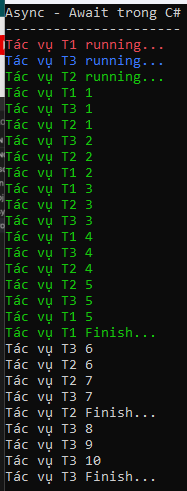 Async - Await trong C#
----------------------
Tác vụ T1 running...
Tác vụ T3 running...
Tác vụ T2 running...
Tác vụ T1 1
Tác vụ T3 1
Tác vụ T2 1
Tác vụ T3 2
Tác vụ T2 2
Tác vụ T1 2
Tác vụ T1 3
Tác vụ T2 3
Tác vụ T3 3
Tác vụ T1 4
Tác vụ T3 4
Tác vụ T2 4
Tác vụ T2 5
Tác vụ T3 5
Tác vụ T1 5
Tác vụ T1 Finish...
Tác vụ T3 6
Tác vụ T2 6
Tác vụ T2 7
Tác vụ T3 7
Tác vụ T2 Finish...
Tác vụ T3 8
Tác vụ T3 9
Tác vụ T3 10
Tác vụ T3 Finish...